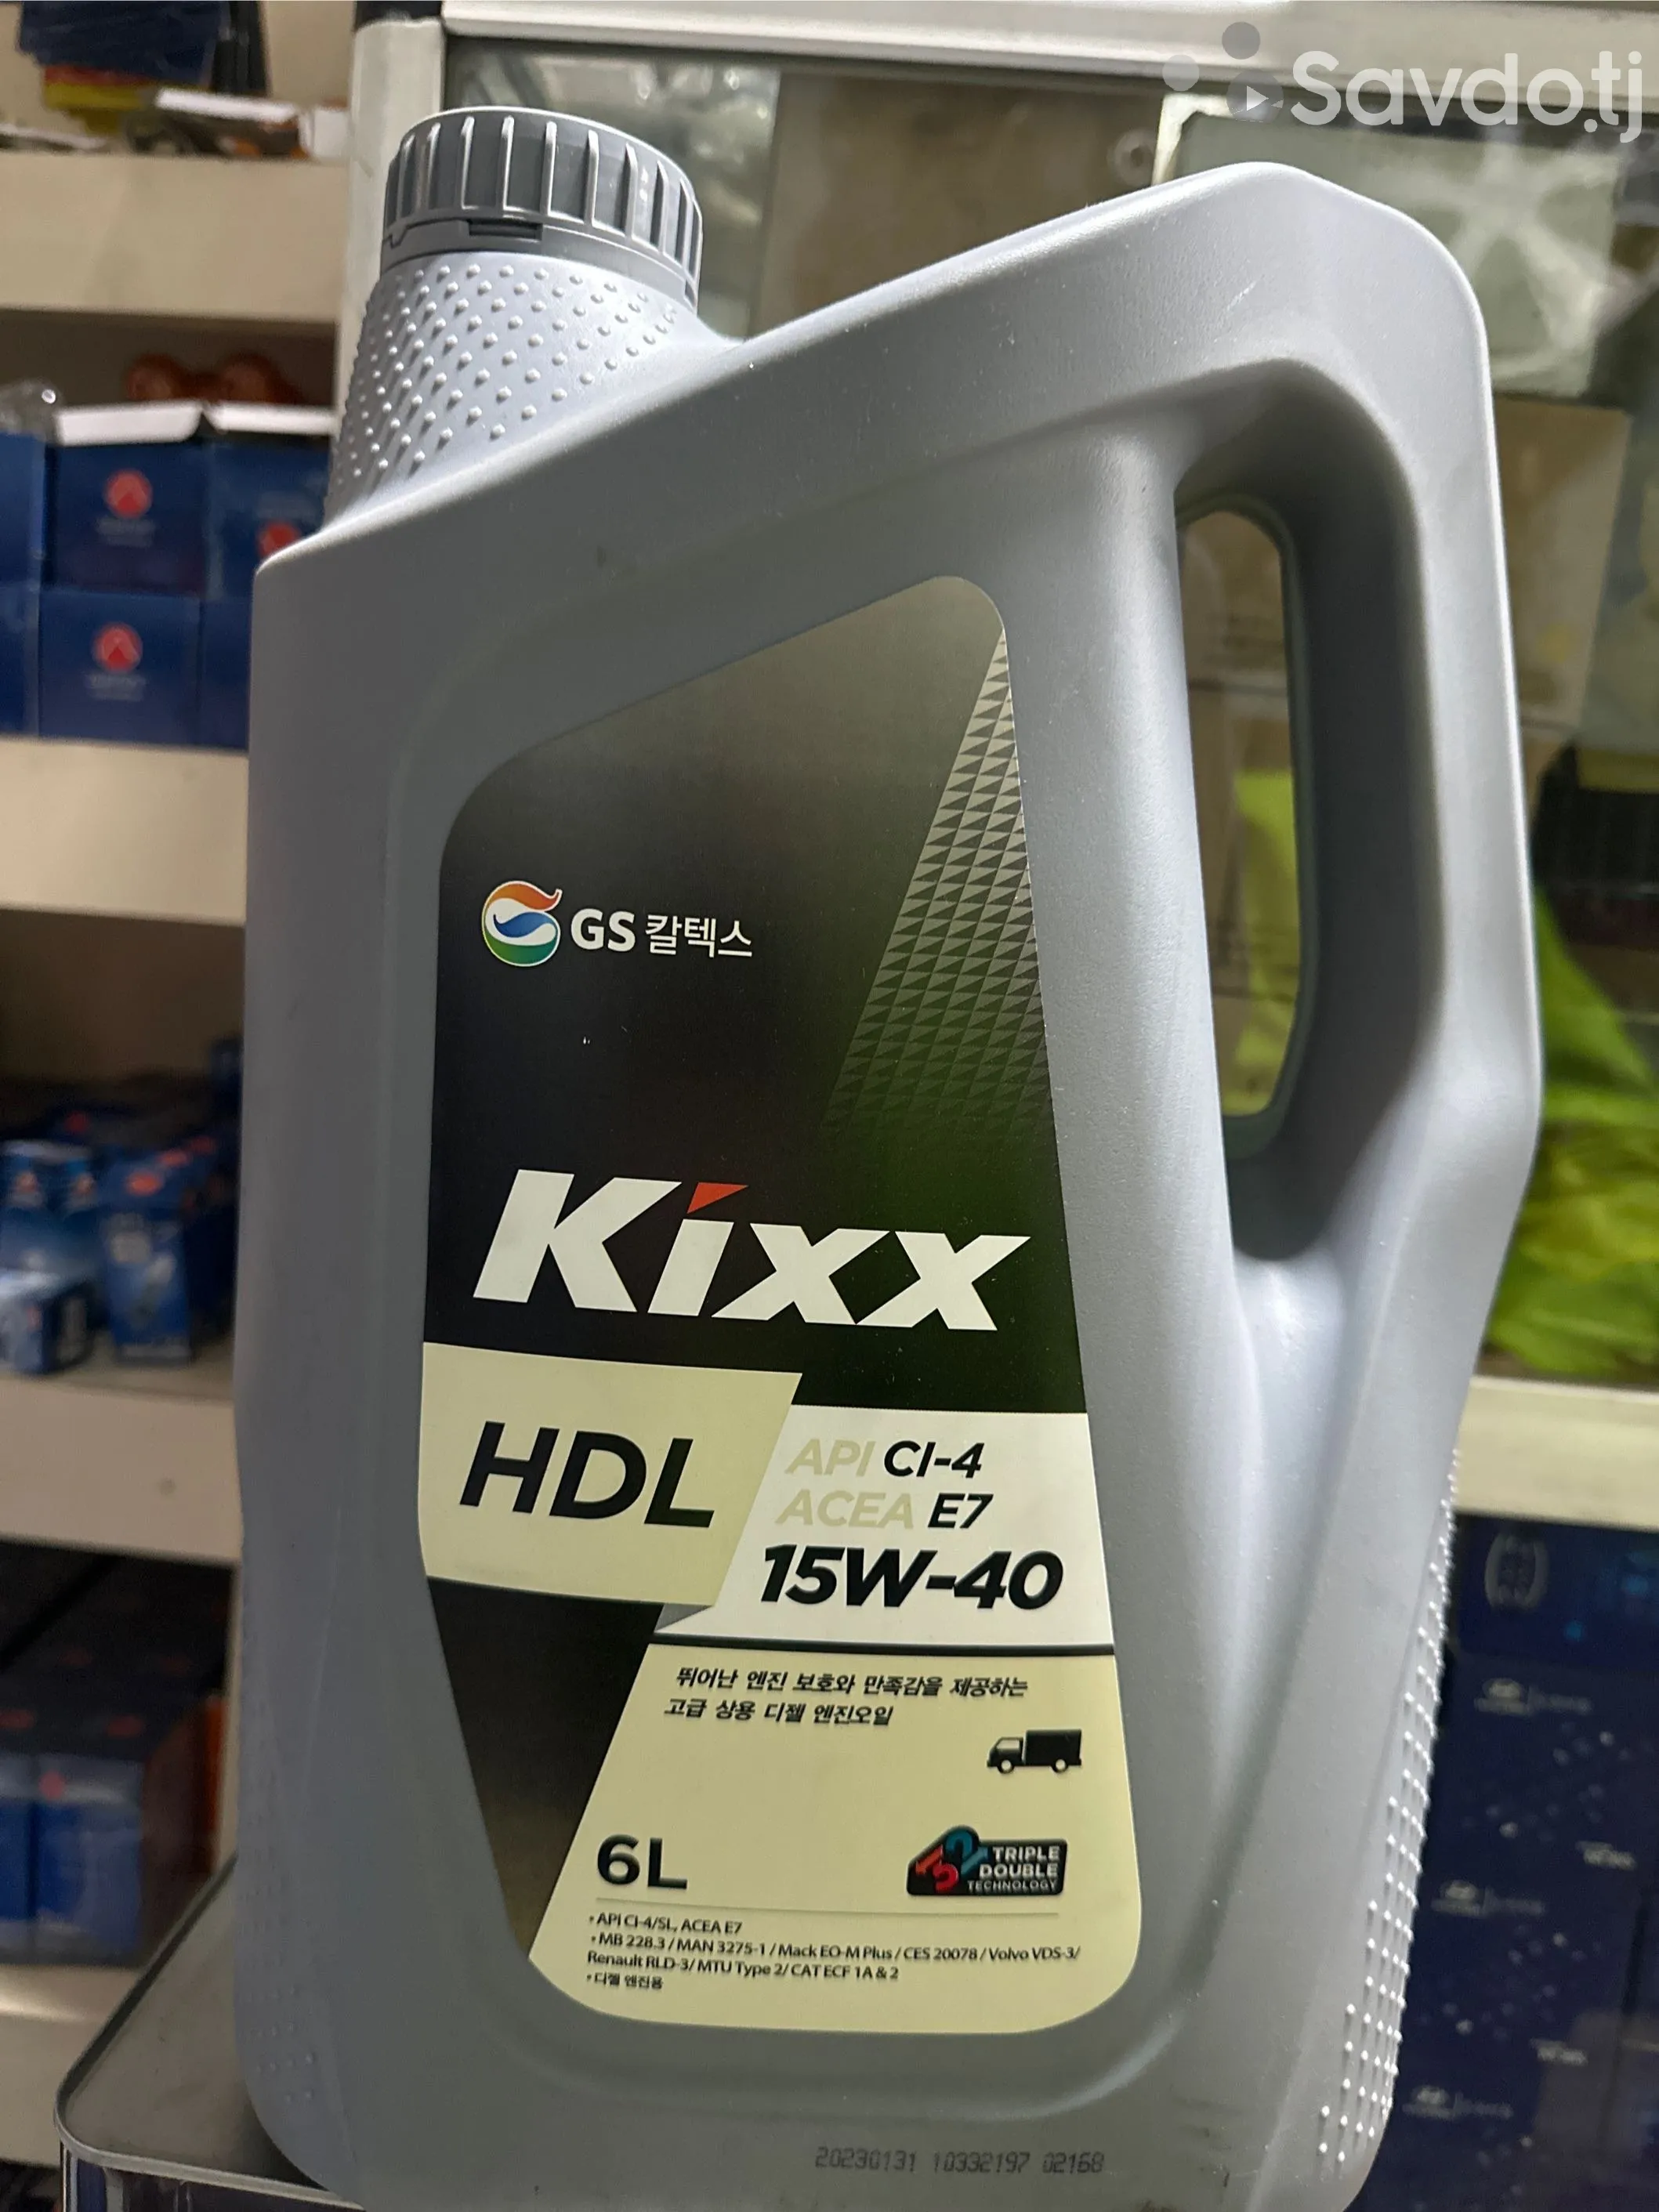 Savdo.tj
GS 칼텍스
Kixx
HDL
API CI-4
ACEA E7
15W-40
뛰어난 엔진 보호와 만족감을 제공하는
고급 상용 디젤 엔진오일
6L
TRIPLE
DOUBLE
TECHNOLOGY
• API CI-4/SL, ACEA E7
• MB 228.3 / MAN 3275-1 / Mack EO-M Plus / CES 20078 / Volvo VDS-3/
Renault RLD-3/ MTU Type 2/ CAT ECF 1A & 2
• 디젤 엔진용
20230131 10332197 02168